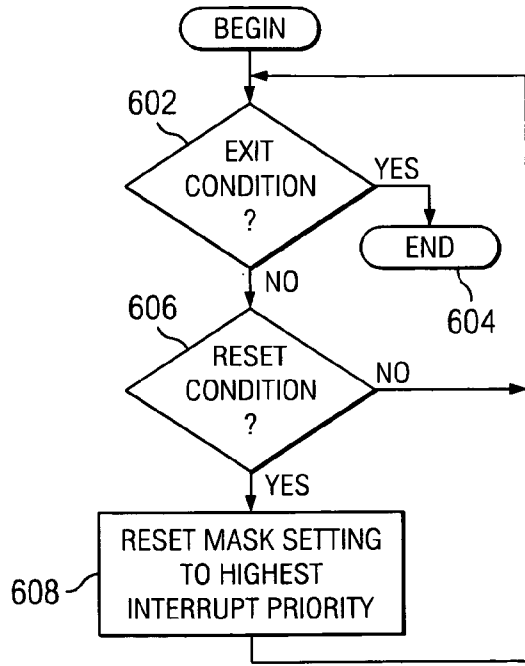 BEGIN
602
EXIT
CONDITION
?
YES
END
604
NO
606
RESET
CONDITION
?
NO
YES
RESET MASK SETTING
TO HIGHEST
INTERRUPT PRIORITY
608